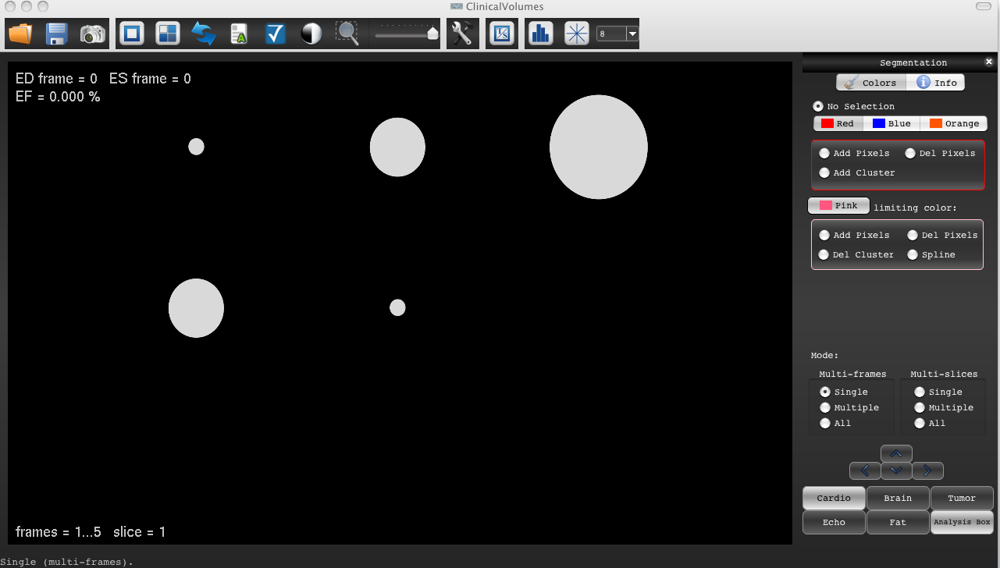 ClinicalVolumes
T/s
8
ED frame = 0 ES frame = 0
EF = 0.000 %
frames = 1...5 slice = 1
Single (multi-frames).
Segmentation
Colors Info
No Selection
Red Blue Orange
Add Pixels Del Pixels
Add Cluster
Pink limiting color:
Add Pixels Del Pixels
Del Cluster Spline
Mode:
Multi-frames Multi-slices
Single Single
Multiple Multiple
All All
Cardio Brain Tumor
Echo Fat Analysis Box